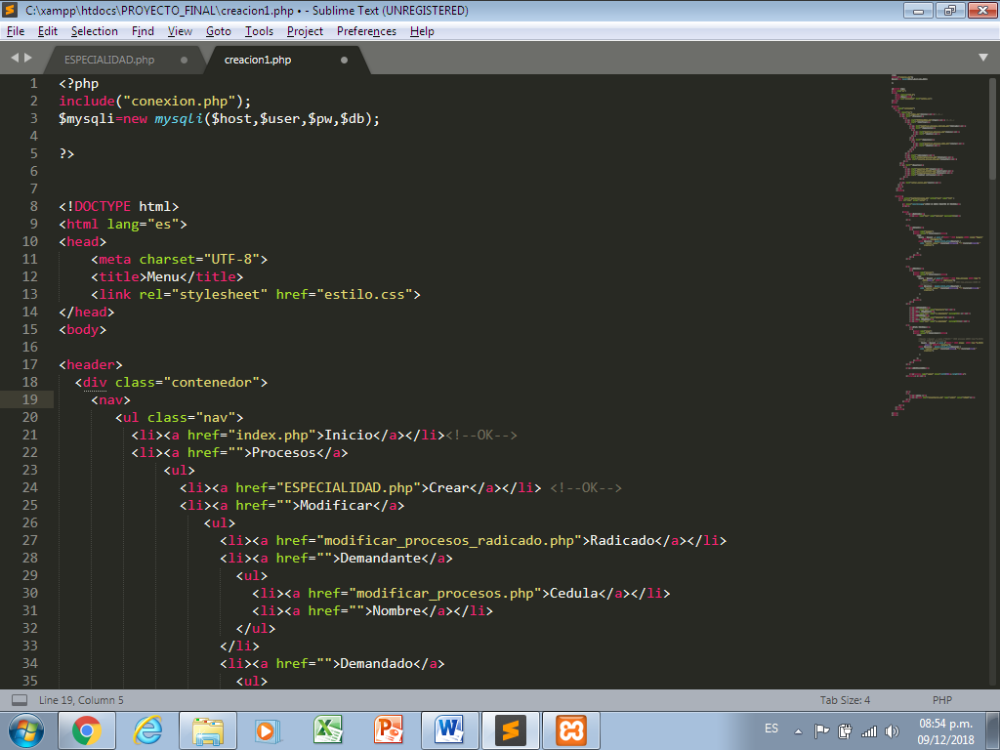 C:\xampp\htdocs\PROYECTO_FINAL\creacion1.php • - Sublime Text (UNREGISTERED)
File Edit Selection Find View Goto Tools Project Preferences Help
ESPECIALIDAD.php creacion1.php
1 <?php
2 include("conexion.php");
3 $mysqli=new mysqli($host,$user,$pw,$db);
4
5 ?>
6
7
8 <!DOCTYPE html>
9 <html lang="es">
10 <head>
11 <meta charset="UTF-8">
12 <title>Menu</title>
13 <link rel="stylesheet" href="estilo.css">
14 </head>
15 <body>
16
17 <header>
18 <div class="contenedor">
19 <nav>
20 <ul class="nav">
21 <li><a href="index.php">Inicio</a></li><!--OK-->
22 <li><a href="">Procesos</a>
23 <ul>
24 <li><a href="ESPECIALIDAD.php">Crear</a></li> <!--OK-->
25 <li><a href="">Modificar</a>
26 <ul>
27 <li><a href="modificar_procesos_radicado.php">Radicado</a></li>
28 <li><a href="">Demandante</a>
29 <ul>
30 <li><a href="modificar_procesos.php">Cedula</a></li>
31 <li><a href="">Nombre</a></li>
32 </ul>
33 </li>
34 <li><a href="">Demandado</a>
35 <ul>
Line 19, Column 5 Tab Size: 4 PHP
ES 08:54 p.m.
09/12/2018